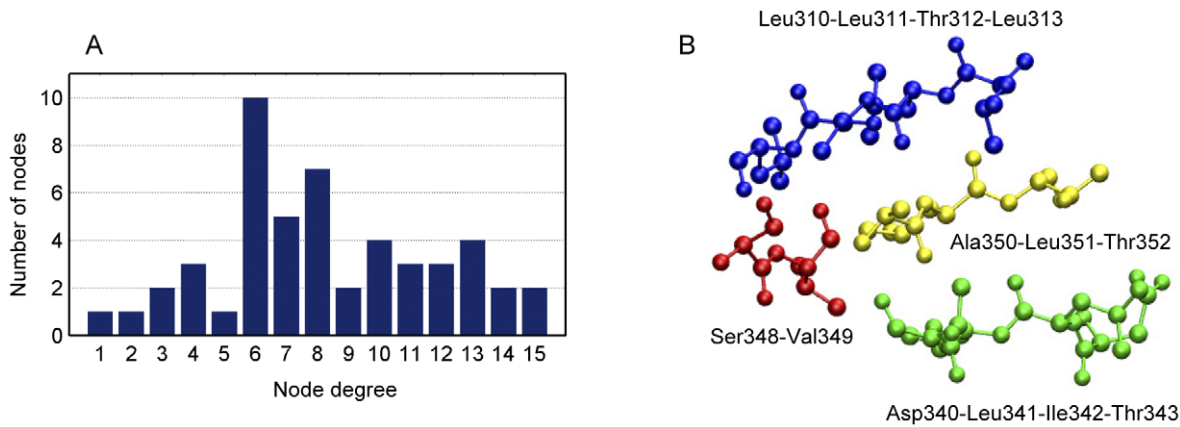 A
Number of nodes
10
8
6
4
2
0
1 2 3 4 5 6 7 8 9 10 11 12 13 14 15
Node degree
B
Leu310-Leu311-Thr312-Leu313
Ala350-Leu351-Thr352
Ser348-Val349
Asp340-Leu341-Ile342-Thr343